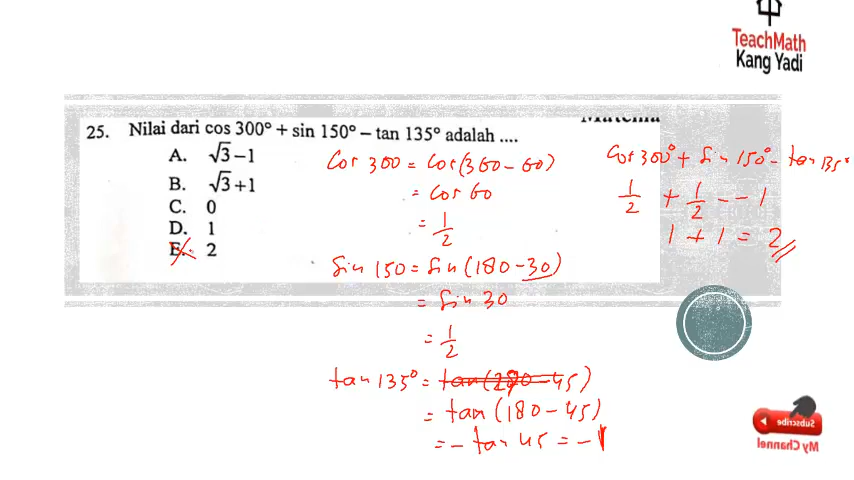 TeachMath
Kang Yadi
25. Nilai dari cos 300° + sin 150° − tan 135° adalah ....
A. √3 − 1
B. √3 + 1
C. 0
D. 1
E. 2
Cos 300 = cos(360 − 60)
= cos 60
= 1/2
Sin 150 = sin(180 − 30)
= sin 30
= 1/2
tan 135° = tan(270 − 45)
= tan(180 − 45)
= − tan 45 = −1
Cos 300° + sin 150° − tan 135°
1/2 + 1/2 − −1
1 + 1 = 2
Subscribe
My Channel